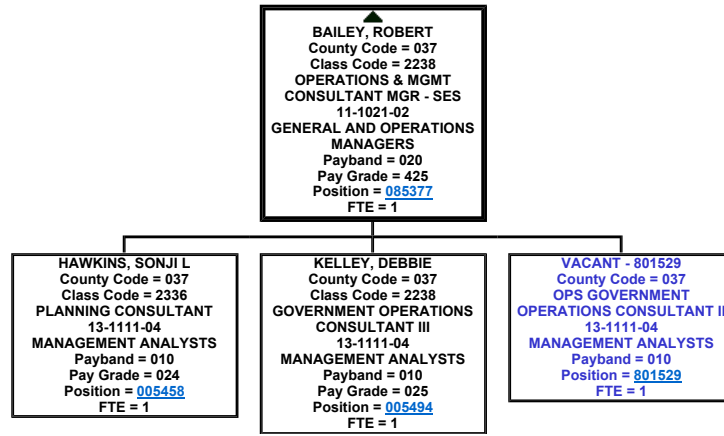 BAILEY, ROBERT
County Code = 037
Class Code = 2238
OPERATIONS & MGMT
CONSULTANT MGR - SES
11-1021-02
GENERAL AND OPERATIONS
MANAGERS
Payband = 020
Pay Grade = 425
Position = 085377
FTE = 1
HAWKINS, SONJI L
County Code = 037
Class Code = 2336
PLANNING CONSULTANT
13-1111-04
MANAGEMENT ANALYSTS
Payband = 010
Pay Grade = 024
Position = 005458
FTE = 1
KELLEY, DEBBIE
County Code = 037
Class Code = 2238
GOVERNMENT OPERATIONS
CONSULTANT III
13-1111-04
MANAGEMENT ANALYSTS
Payband = 010
Pay Grade = 025
Position = 005494
FTE = 1
VACANT - 801529
County Code = 037
OPS GOVERNMENT
OPERATIONS CONSULTANT
13-1111-04
MANAGEMENT ANALYSTS
Payband = 010
Position = 801529
FTE = 1